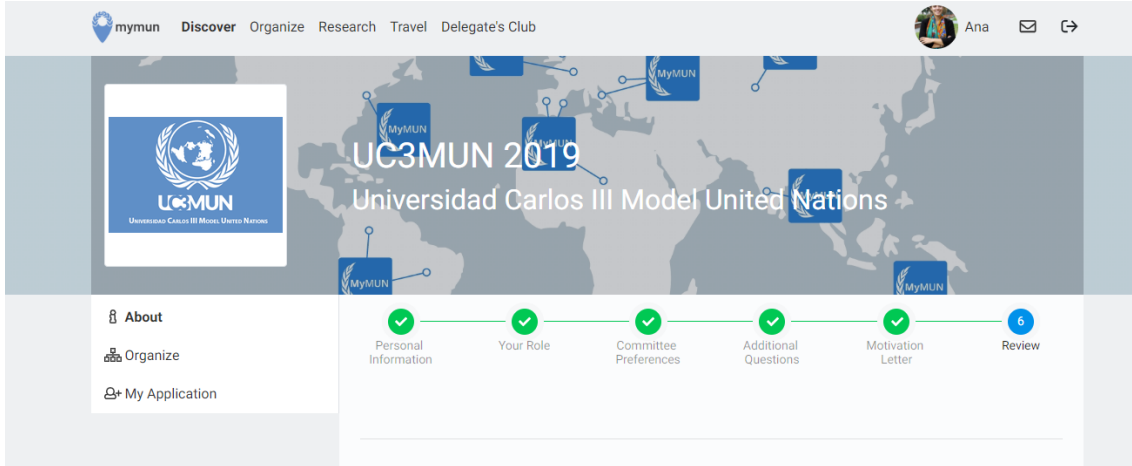 mymun Discover Organize Research Travel Delegate's Club Ana
MyMUN
MyMUN
MyMUN
UC3MUN 2019
Universidad Carlos III Model United Nations
MyMUN
MyMUN
UC3MUN
Universidad Carlos III Model United Nations
About
Organize
My Application
Personal Information
Your Role
Committee Preferences
Additional Questions
Motivation Letter
6
Review